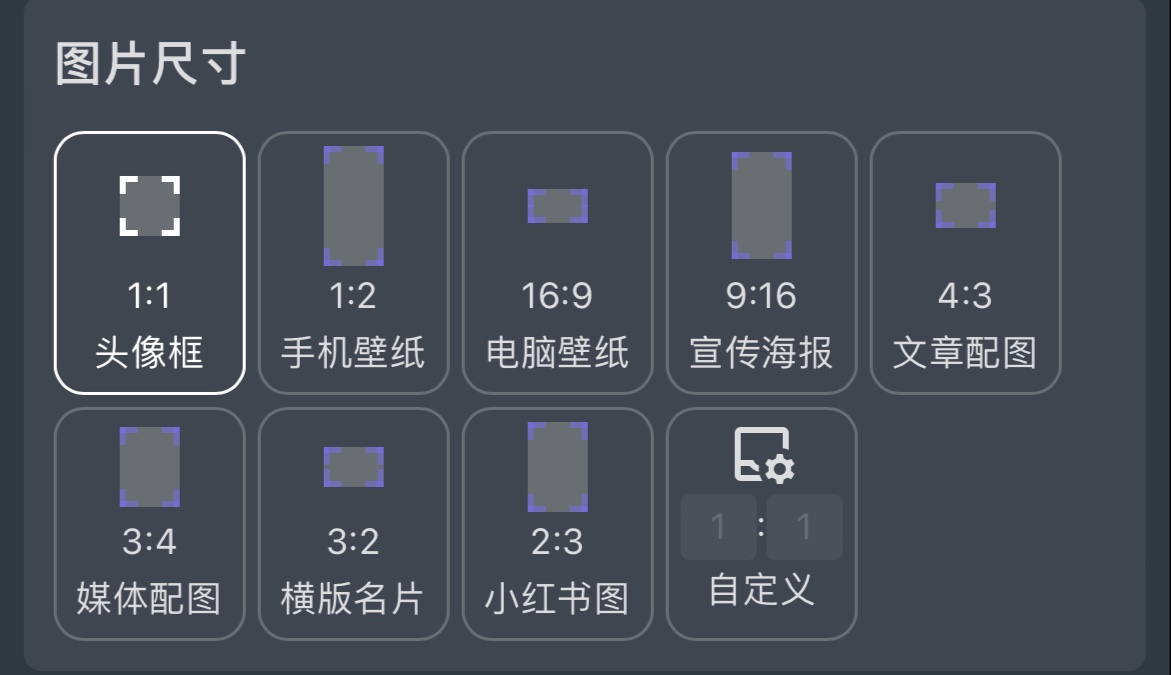 图片尺寸
1:1
头像框
1:2
手机壁纸
16:9
电脑壁纸
9:16
宣传海报
4:3
文章配图
3:4
媒体配图
3:2
横版名片
2:3
小红书图
1 : 1
自定义